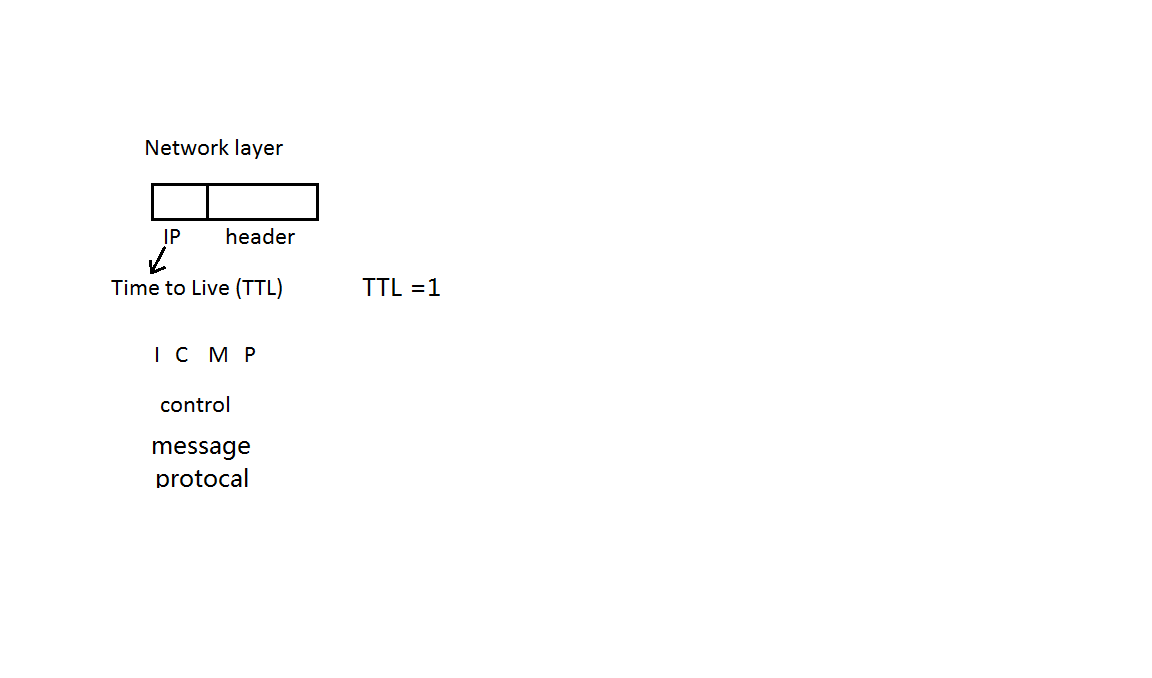 Network layer
IP header
Time to Live (TTL) TTL =1
I C M P
control
message
protocal